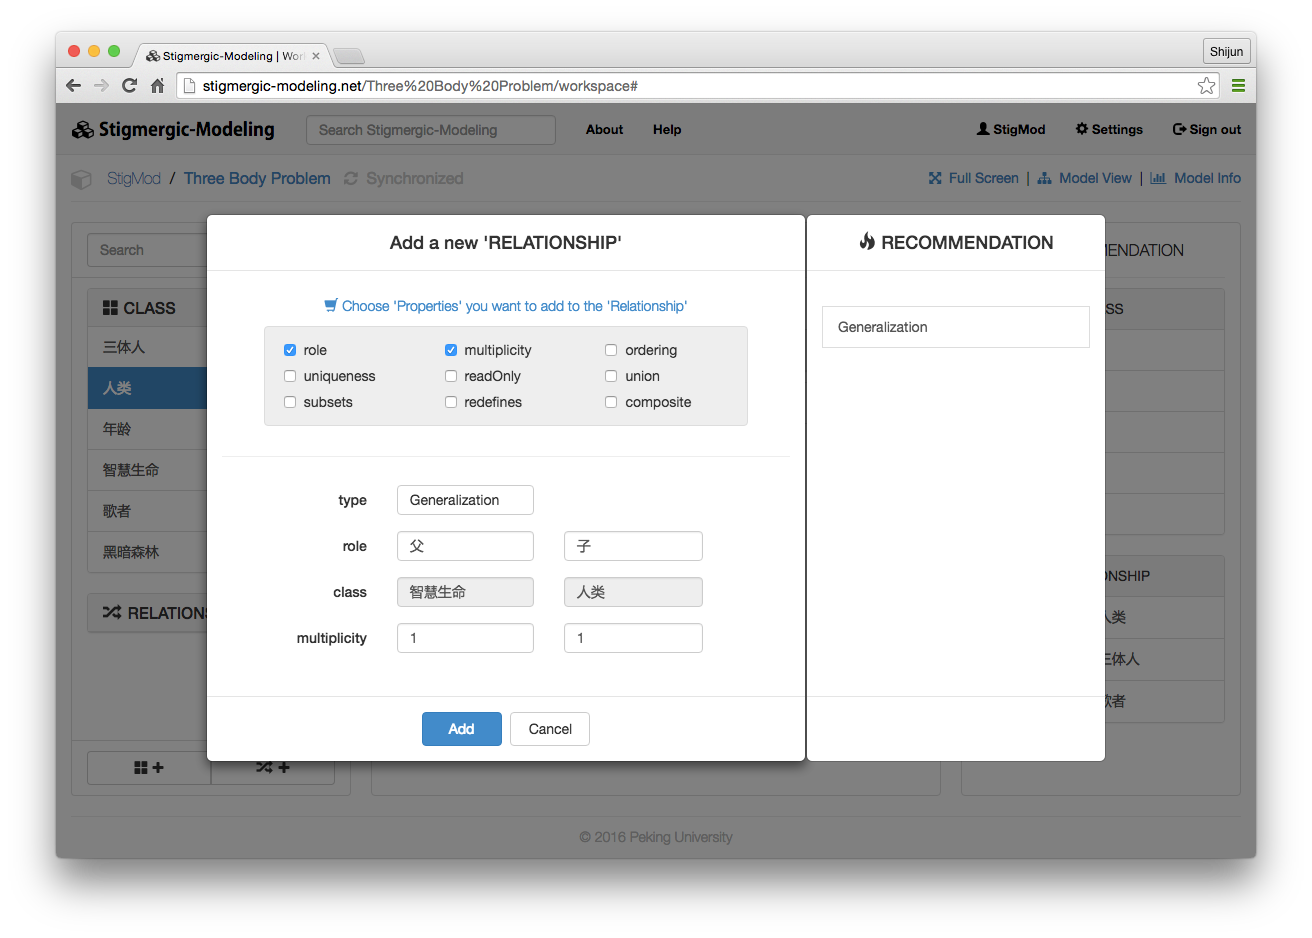 Stigmergic-Modeling | Wor
Shijun
stigmergic-modeling.net/Three%20Body%20Problem/workspace#
Stigmergic-Modeling
Search Stigmergic-Modeling
About
Help
StigMod
Settings
Sign out
StigMod / Three Body Problem
Synchronized
Full Screen | Model View | Model Info
Search
CLASS
三体人
人类
年龄
智慧生命
歌者
黑暗森林
RELATIONS
Add a new 'RELATIONSHIP'
Choose 'Properties' you want to add to the 'Relationship'
role
multiplicity
ordering
uniqueness
readOnly
union
subsets
redefines
composite
type
Generalization
role
父
子
class
智慧生命
人类
multiplicity
1
1
Add
Cancel
RECOMMENDATION
Generalization
MENDATION
SS
ONSHIP
人类
三体人
歌者
© 2016 Peking University